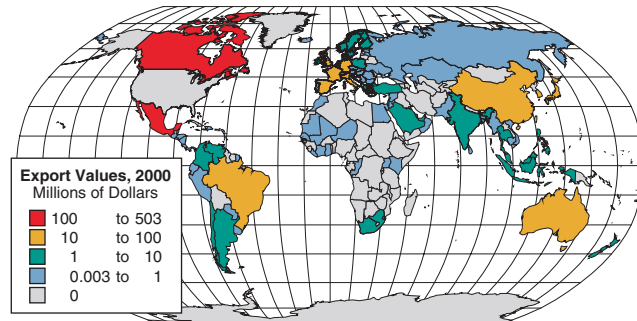 Export Values, 2000
Millions of Dollars
100 to 503
10 to 100
1 to 10
0.003 to 1
0